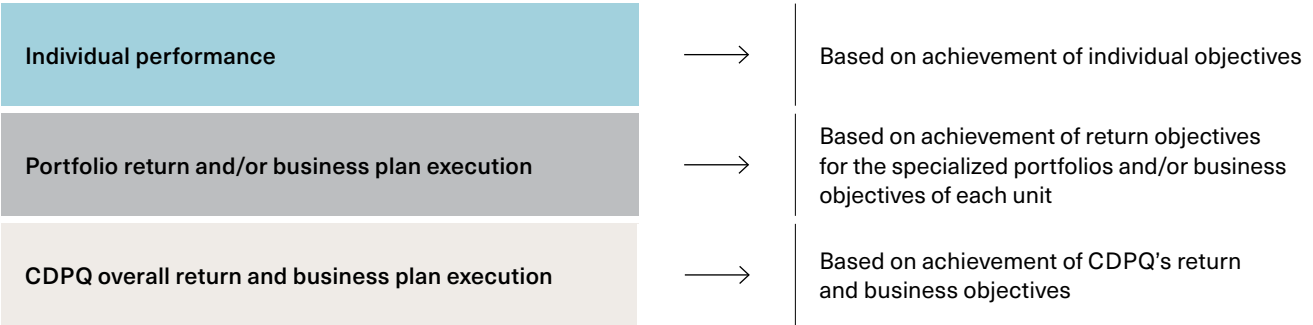 Individual performance
Based on achievement of individual objectives
Portfolio return and/or business plan execution
Based on achievement of return objectives
for the specialized portfolios and/or business
objectives of each unit
CDPQ overall return and business plan execution
Based on achievement of CDPQ’s return
and business objectives